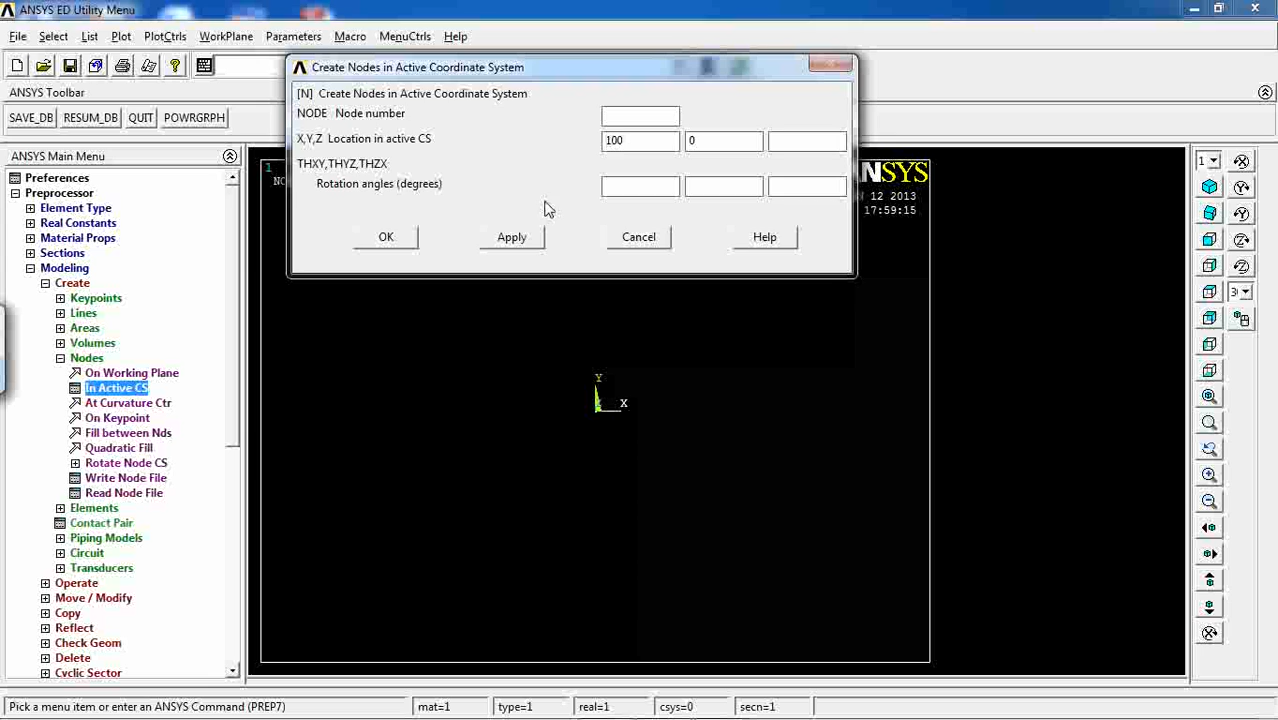 ANSYS ED Utility Menu
File Select List Plot PlotCtrls WorkPlane Parameters Macro MenuCtrls Help
ANSYS Toolbar
SAVE_DB RESUM_DB QUIT POWRGRPH
ANSYS Main Menu
Preferences
Preprocessor
Element Type
Real Constants
Material Props
Sections
Modeling
Create
Keypoints
Lines
Areas
Volumes
Nodes
On Working Plane
In Active CS
At Curvature Ctr
On Keypoint
Fill between Nds
Quadratic Fill
Rotate Node CS
Write Node File
Read Node File
Elements
Contact Pair
Piping Models
Circuit
Transducers
Operate
Move / Modify
Copy
Reflect
Check Geom
Delete
Cyclic Sector
Create Nodes in Active Coordinate System
[N] Create Nodes in Active Coordinate System
NODE Node number
X,Y,Z Location in active CS 100 0
THXY,THYZ,THZX
Rotation angles (degrees)
OK Apply Cancel Help
1
NSYS
12 2013
17:59:15
Y
X
1
Pick a menu item or enter an ANSYS Command (PREP7) mat=1 type=1 real=1 csys=0 secn=1